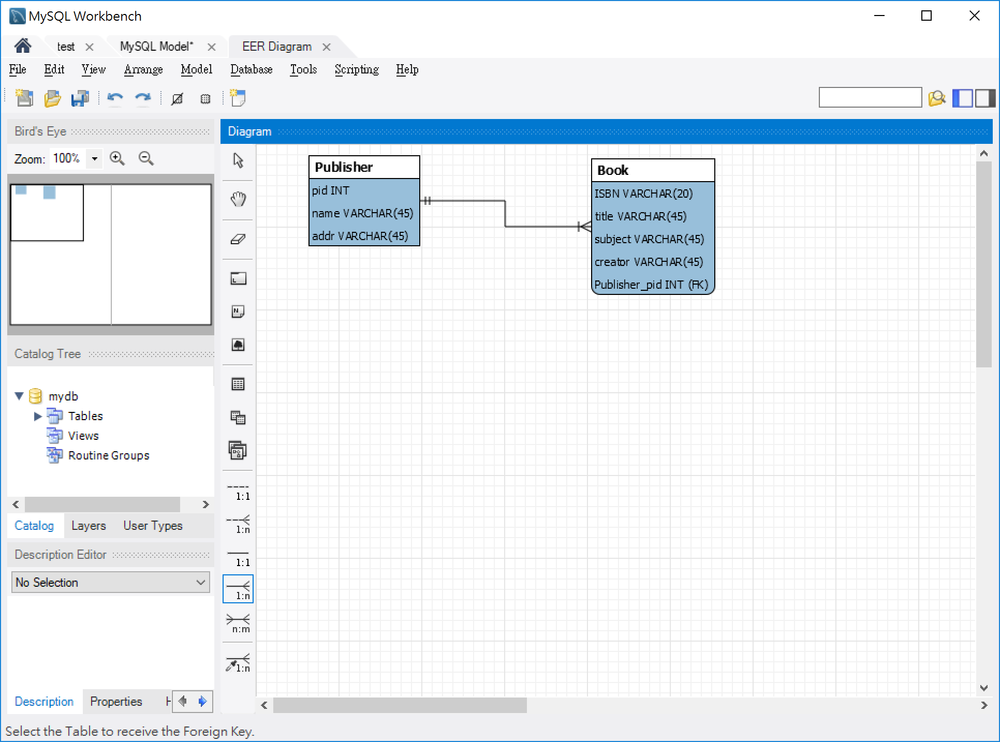 MySQL Workbench
test
MySQL Model*
EER Diagram
File Edit View Arrange Model Database Tools Scripting Help
Bird's Eye
Zoom: 100%
Catalog Tree
mydb
Tables
Views
Routine Groups
Catalog Layers User Types
Description Editor
No Selection
Description Properties
Diagram
L
N
1:1
1:n
1:1
1:n
n:m
1:n
Publisher
pid INT
name VARCHAR(45)
addr VARCHAR(45)
Book
ISBN VARCHAR(20)
title VARCHAR(45)
subject VARCHAR(45)
creator VARCHAR(45)
Publisher_pid INT (FK)
Select the Table to receive the Foreign Key.